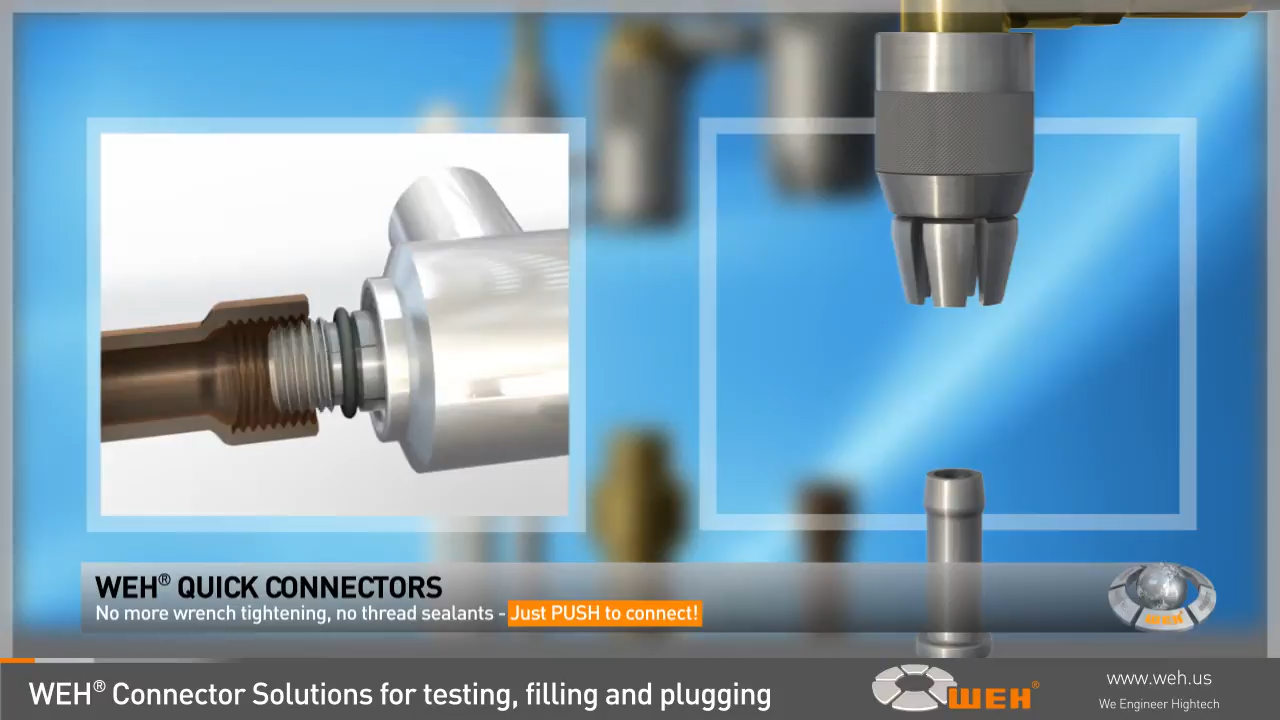 WEH® QUICK CONNECTORS
No more wrench tightening, no thread sealants - Just PUSH to connect!
WEH
WEH® Connector Solutions for testing, filling and plugging
WEH®
www.weh.us
We Engineer Hightech